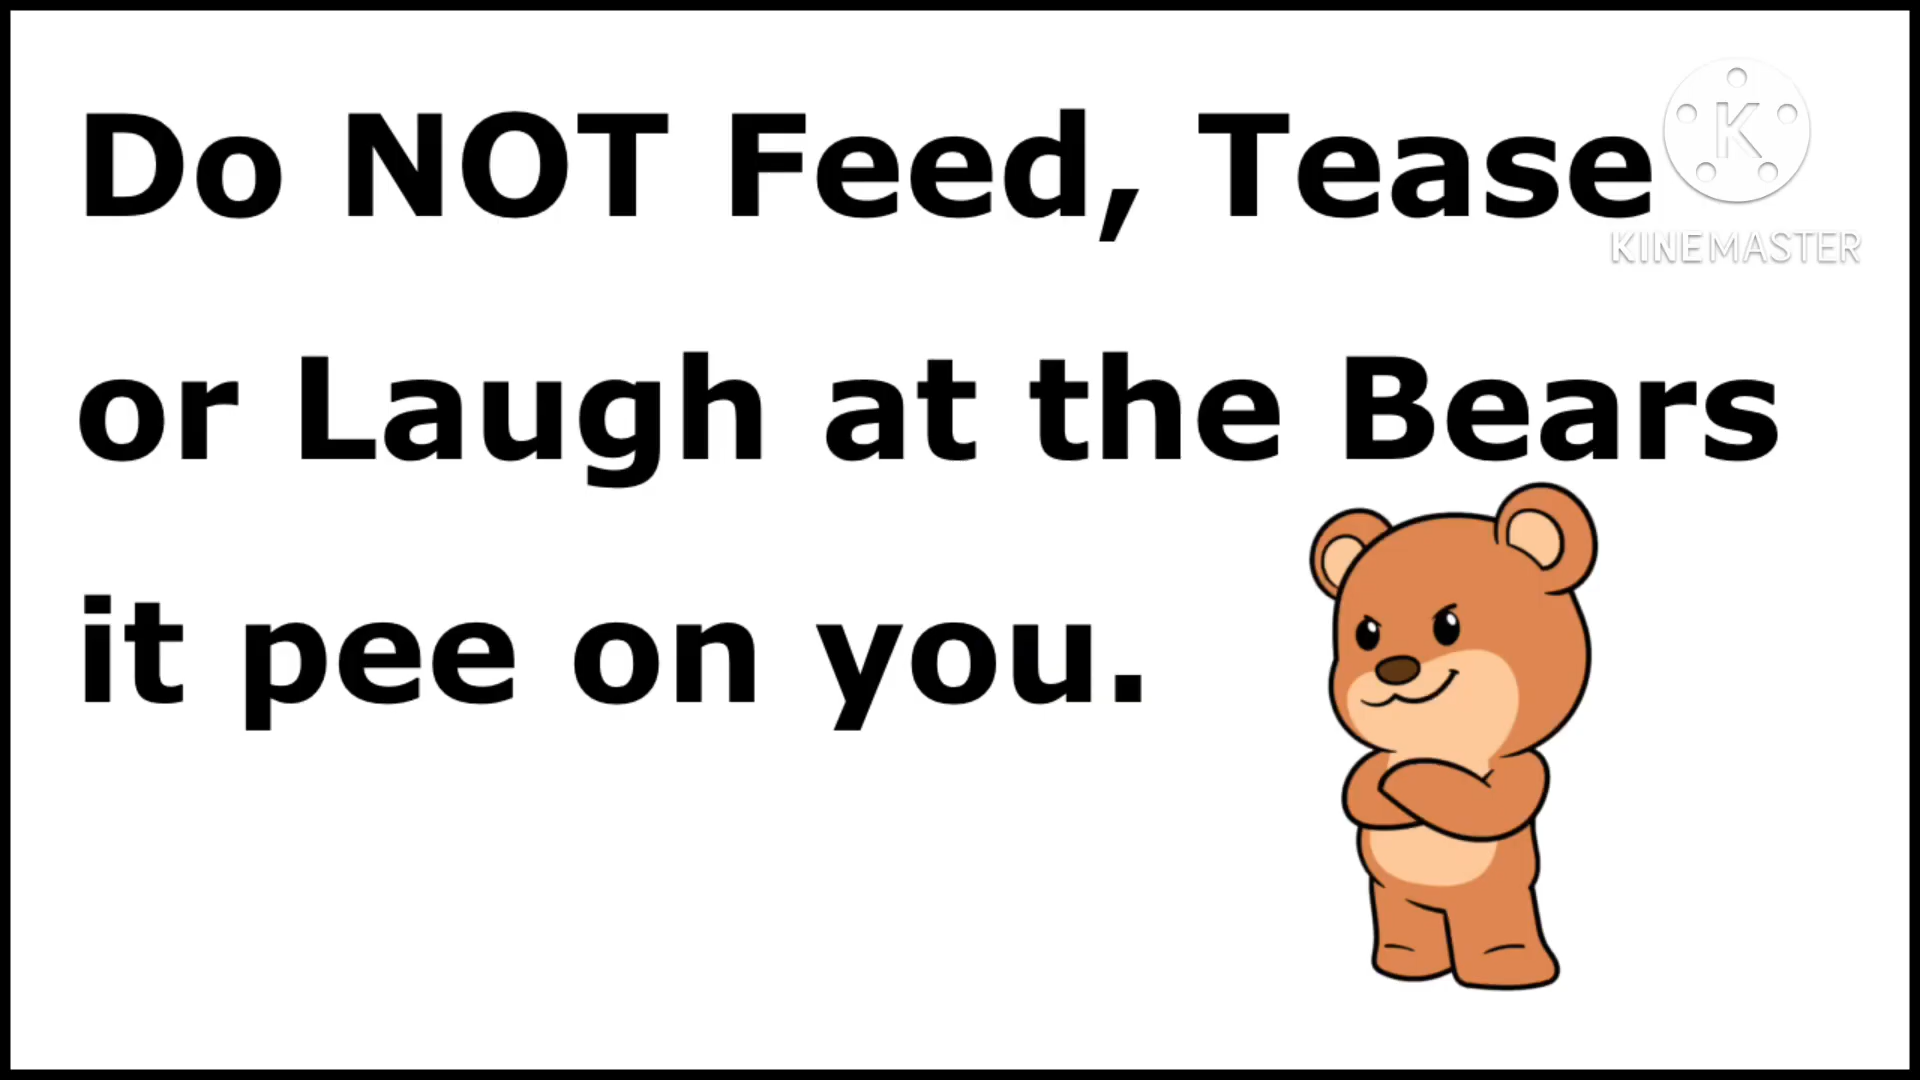 Do NOT Feed, Tease
K
KINEMASTER
or Laugh at the Bears
it pee on you.